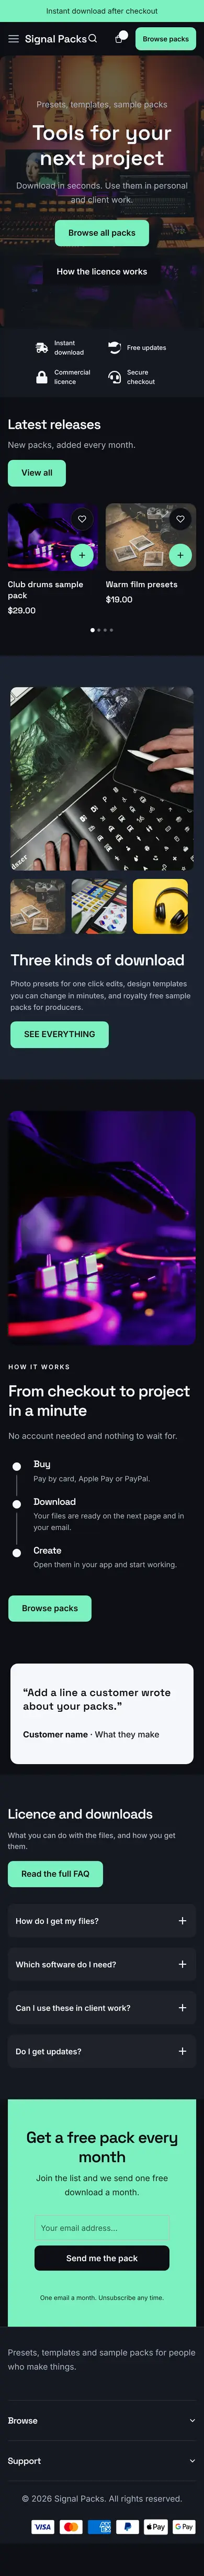 Instant download after checkout
Signal Packs
Browse packs
Presets, templates, sample packs
Tools for your
next project
Download in seconds. Use them in personal
and client work.
Browse all packs
How the licence works
Instant
download
Free updates
Commercial
licence
Secure
checkout
Latest releases
New packs, added every month.
View all
Club drums sample
pack
$29.00
Warm film presets
$19.00
Three kinds of download
Photo presets for one click edits, design templates
you can change in minutes, and royalty free sample
packs for producers.
SEE EVERYTHING
HOW IT WORKS
From checkout to project
in a minute
No account needed and nothing to wait for.
Buy
Pay by card, Apple Pay or PayPal.
Download
Your files are ready on the next page and in
your email.
Create
Open them in your app and start working.
Browse packs
“Add a line a customer wrote
about your packs.”
Customer name · What they make
Licence and downloads
What you can do with the files, and how you get
them.
Read the full FAQ
How do I get my files?
Which software do I need?
Can I use these in client work?
Do I get updates?
Get a free pack every
month
Join the list and we send one free
download a month.
Your email address...
Send me the pack
One email a month. Unsubscribe any time.
Presets, templates and sample packs for people
who make things.
Browse
Support
© 2026 Signal Packs. All rights reserved.
VISA
PayPal
Apple Pay
G Pay